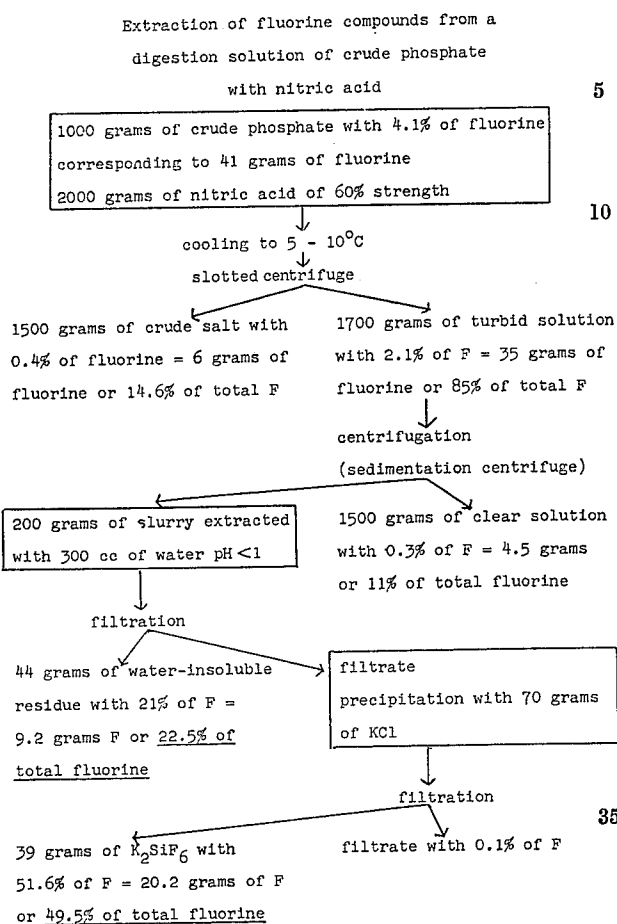 Extraction of fluorine compounds from a
digestion solution of crude phosphate
with nitric acid
5
1000 grams of crude phosphate with 4.1% of fluorine
corresponding to 41 grams of fluorine
2000 grams of nitric acid of 60% strength
10
cooling to 5 - 10°C
slotted centrifuge
1500 grams of crude salt with
0.4% of fluorine = 6 grams of
fluorine or 14.6% of total F
1700 grams of turbid solution
with 2.1% of F = 35 grams of
fluorine or 85% of total F
centrifugation
(sedimentation centrifuge)
200 grams of slurry extracted
with 300 cc of water pH<1
1500 grams of clear solution
with 0.3% of F = 4.5 grams
or 11% of total fluorine
filtration
44 grams of water-insoluble
residue with 21% of F =
9.2 grams F or 22.5% of
total fluorine
filtrate
precipitation with 70 grams
of KCl
filtration
35
39 grams of K₂SiF₆ with
51.6% of F = 20.2 grams of F
or 49.5% of total fluorine
filtrate with 0.1% of F